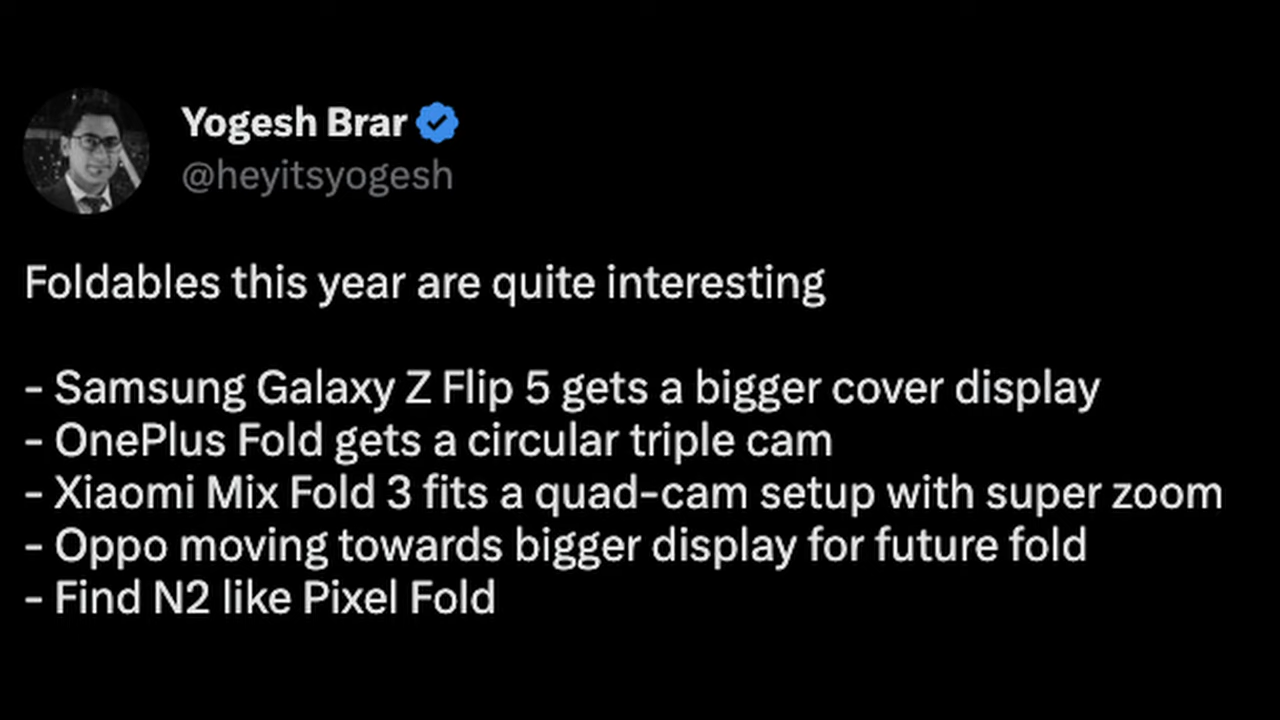 Yogesh Brar
@heyitsyogesh
Foldables this year are quite interesting
- Samsung Galaxy Z Flip 5 gets a bigger cover display
- OnePlus Fold gets a circular triple cam
- Xiaomi Mix Fold 3 fits a quad-cam setup with super zoom
- Oppo moving towards bigger display for future fold
- Find N2 like Pixel Fold